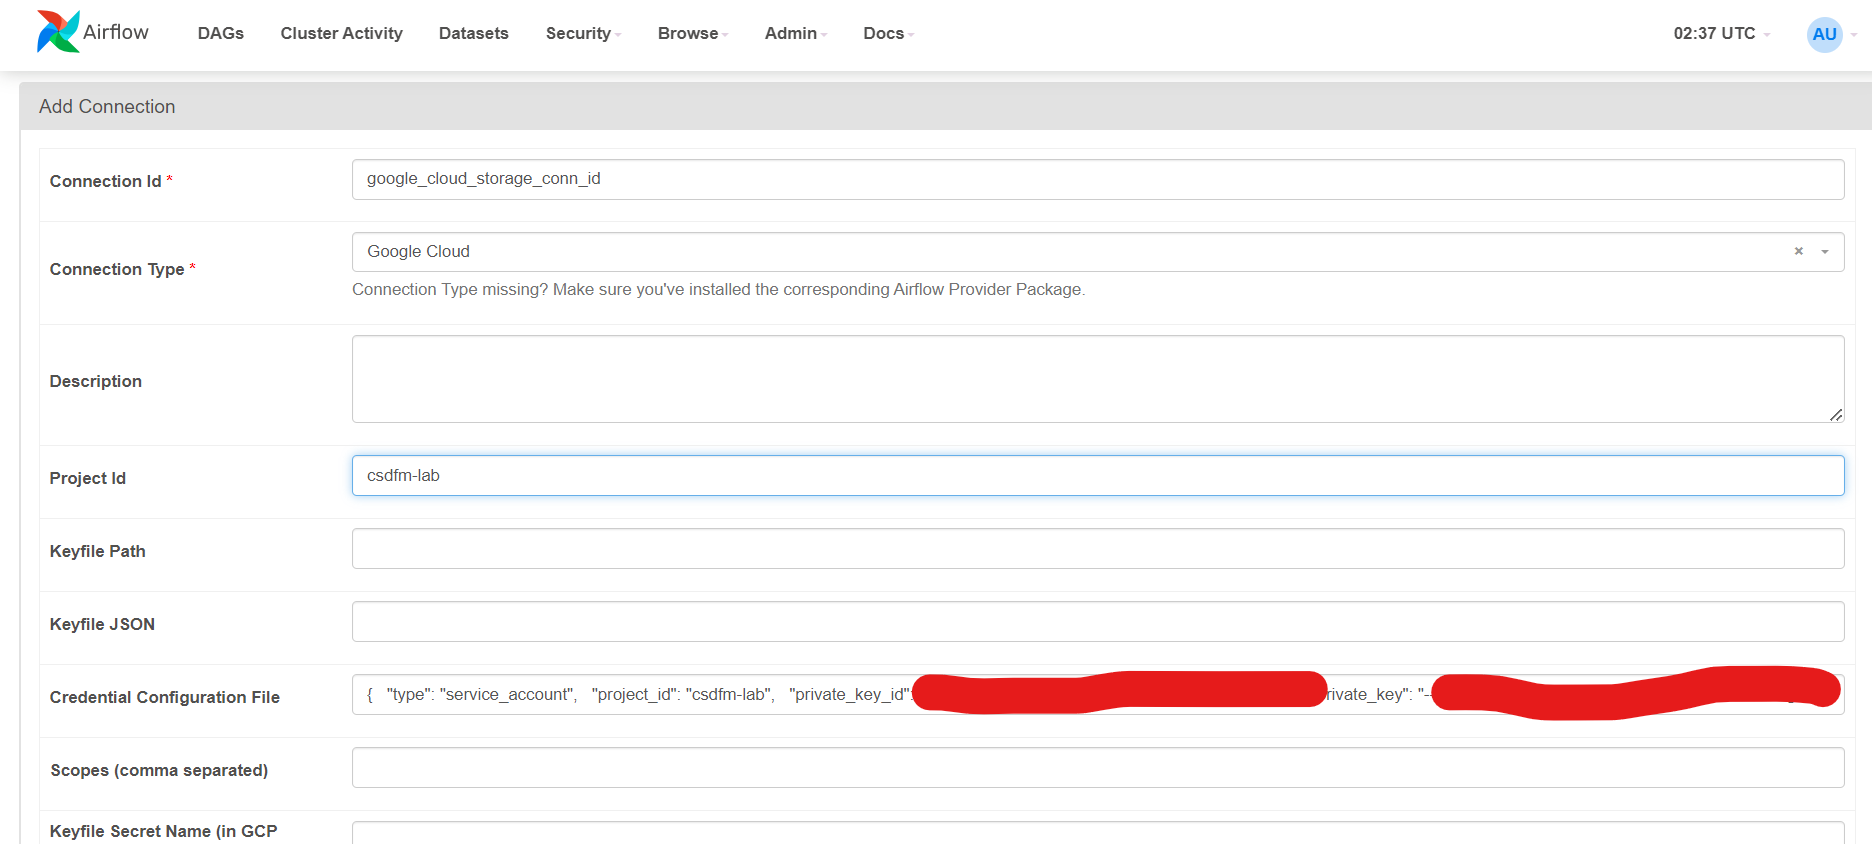 Airflow DAGs Cluster Activity Datasets Security Browse Admin Docs 02:37 UTC AU
Add Connection
Connection Id * google_cloud_storage_conn_id
Connection Type * Google Cloud ×
Connection Type missing? Make sure you've installed the corresponding Airflow Provider Package.
Description
Project Id csdfm-lab
Keyfile Path
Keyfile JSON
Credential Configuration File { "type": "service_account", "project_id": "csdfm-lab", "private_key_id": rivate_key": "-
Scopes (comma separated)
Keyfile Secret Name (in GCP